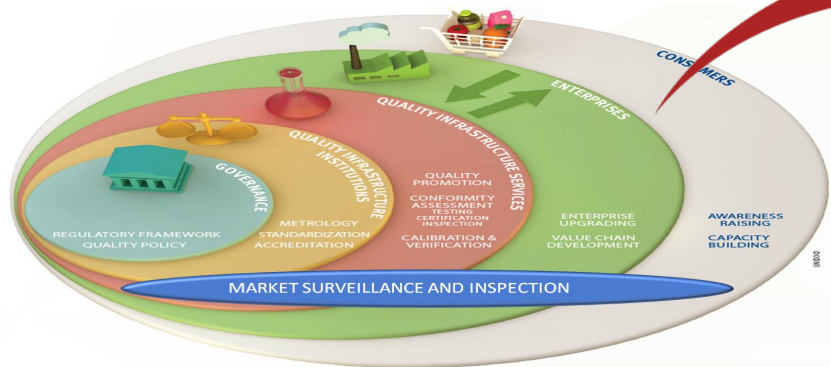 CONSUMERS
ENTERPRISES
QUALITY INFRASTRUCTURE SERVICES
QUALITY INFRASTRUCTURE
INSTITUTIONS
GOVERNANCE
REGULATORY FRAMEWORK
QUALITY POLICY
METROLOGY
STANDARDIZATION
ACCREDITATION
QUALITY
PROMOTION
CONFORMITY
ASSESSMENT
TESTING
CERTIFICATION
INSPECTION
CALIBRATION &
VERIFICATION
ENTERPRISE
UPGRADING
VALUE CHAIN
DEVELOPMENT
AWARENESS
RAISING
CAPACITY
BUILDING
©UNIDO
MARKET SURVEILLANCE AND INSPECTION